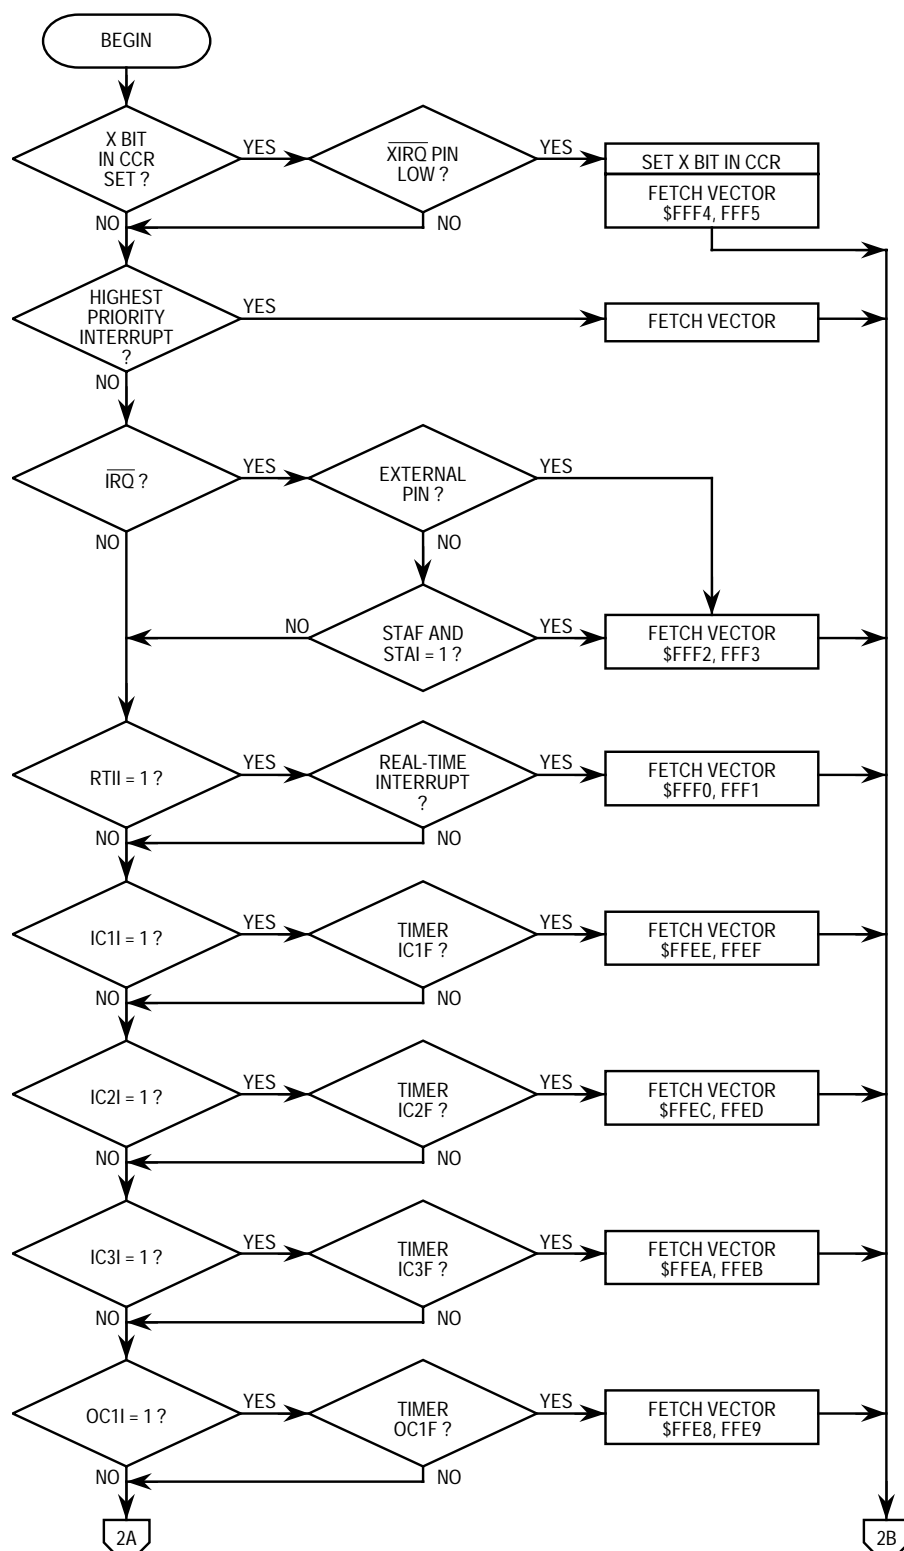 BEGIN
X BIT
IN CCR
SET ?
YES
XIRQ PIN
LOW ?
YES
SET X BIT IN CCR
FETCH VECTOR
$FFF4, FFF5
NO
NO
HIGHEST
PRIORITY
INTERRUPT
?
YES
FETCH VECTOR
NO
IRQ ?
YES
EXTERNAL
PIN ?
YES
NO
NO
STAF AND
STAI = 1 ?
NO
YES
FETCH VECTOR
$FFF2, FFF3
RTII = 1 ?
YES
REAL-TIME
INTERRUPT
?
YES
FETCH VECTOR
$FFF0, FFF1
NO
NO
IC1I = 1 ?
YES
TIMER
IC1F ?
YES
FETCH VECTOR
$FFEE, FFEF
NO
NO
IC2I = 1 ?
YES
TIMER
IC2F ?
YES
FETCH VECTOR
$FFEC, FFED
NO
NO
IC3I = 1 ?
YES
TIMER
IC3F ?
YES
FETCH VECTOR
$FFEA, FFEB
NO
NO
OC1I = 1 ?
YES
TIMER
OC1F ?
YES
FETCH VECTOR
$FFE8, FFE9
NO
NO
2A
2B